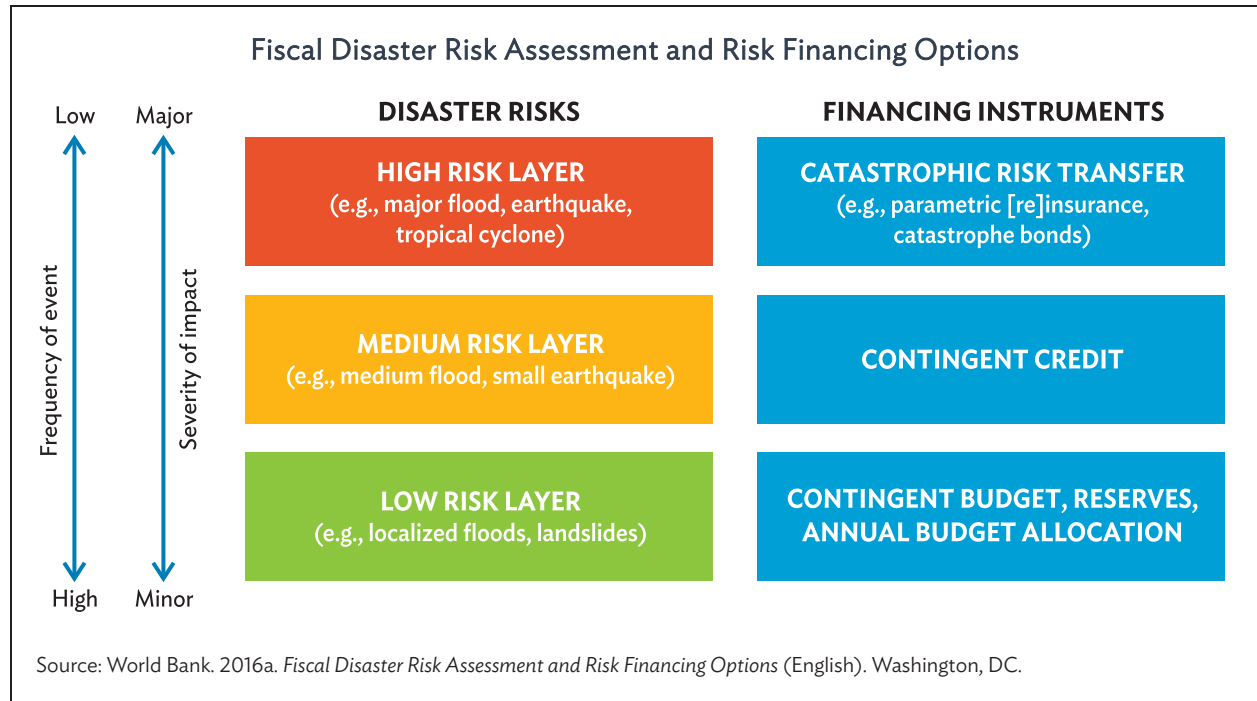 Fiscal Disaster Risk Assessment and Risk Financing Options
Low
Major
Frequency of event
Severity of impact
High
Minor
DISASTER RISKS
HIGH RISK LAYER
(e.g., major flood, earthquake,
tropical cyclone)
MEDIUM RISK LAYER
(e.g., medium flood, small earthquake)
LOW RISK LAYER
(e.g., localized floods, landslides)
FINANCING INSTRUMENTS
CATASTROPHIC RISK TRANSFER
(e.g., parametric [re]insurance,
catastrophe bonds)
CONTINGENT CREDIT
CONTINGENT BUDGET, RESERVES,
ANNUAL BUDGET ALLOCATION
Source: World Bank. 2016a. Fiscal Disaster Risk Assessment and Risk Financing Options (English). Washington, DC.